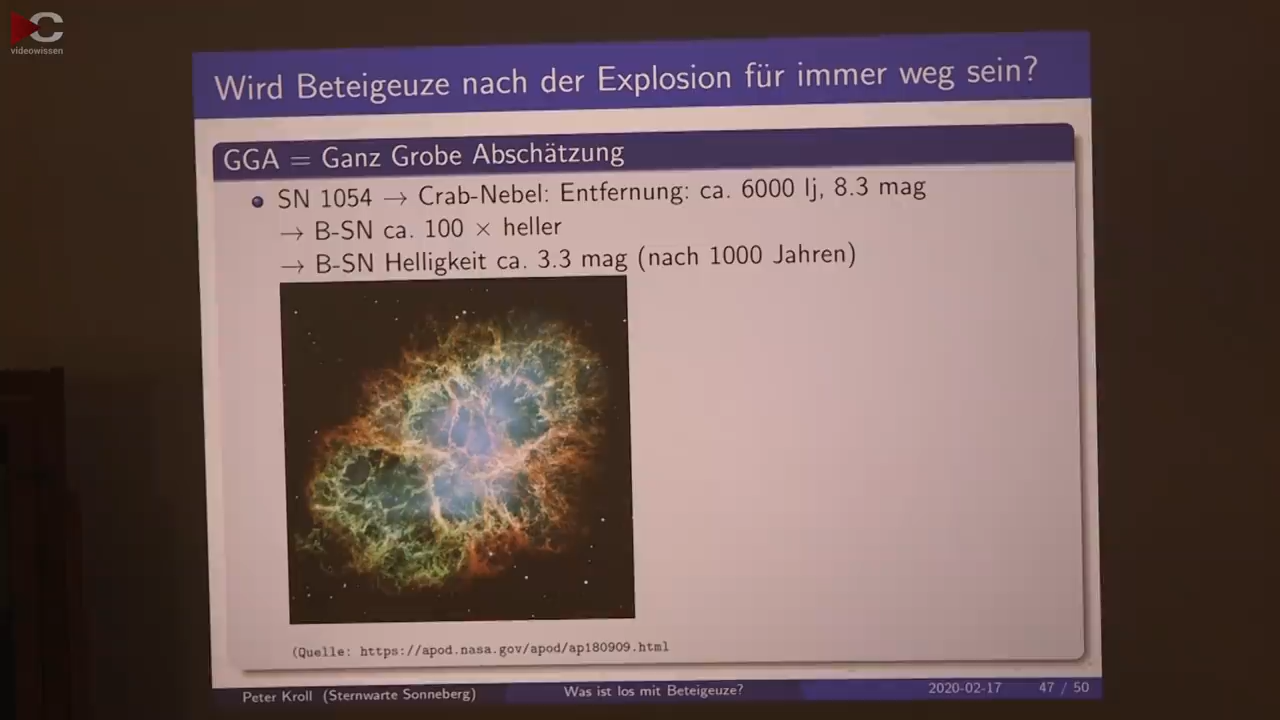 videowissen
Wird Beteigeuze nach der Explosion für immer weg sein?
GGA = Ganz Grobe Abschätzung
SN 1054 → Crab-Nebel: Entfernung: ca. 6000 lj, 8.3 mag
→ B-SN ca. 100 × heller
→ B-SN Helligkeit ca. 3.3 mag (nach 1000 Jahren)
(Quelle: https://apod.nasa.gov/apod/ap180909.html
Peter Kroll (Sternwarte Sonneberg) Was ist los mit Beteigeuze? 2020-02-17 47 / 50